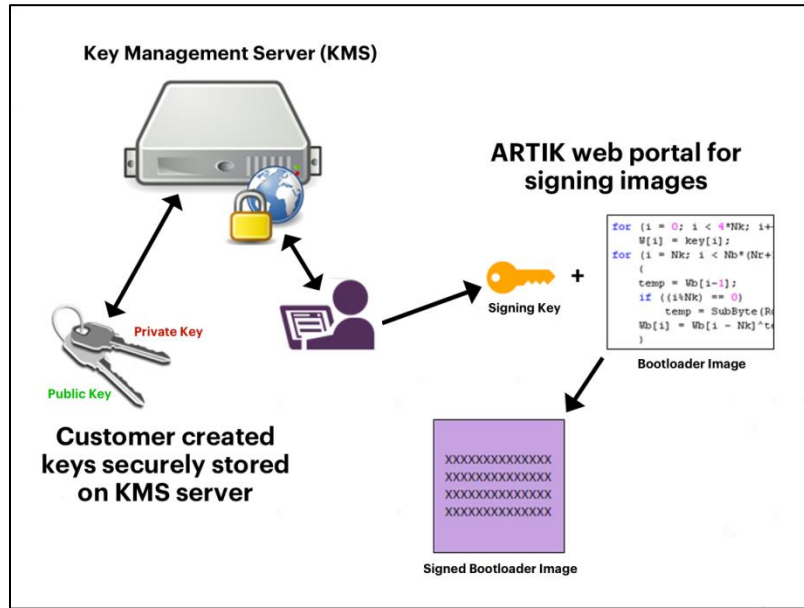 Key Management Server (KMS)
ARTIK web portal for
signing images
for (i = 0; i < 4*Nk; i+
W[i] = key[i];
for (i = Nk; i < Nb*(Nr+
(
temp = Wb[i-1];
if ((i%Nk) == 0)
temp = SubByte(Ro
Wb[i] = Wb[i - Nk]^te
)
+
Signing Key
Bootloader Image
Private Key
Public Key
Customer created
keys securely stored
on KMS server
XXXXXXXXXXXXXX
XXXXXXXXXXXXXX
XXXXXXXXXXXXXX
XXXXXXXXXXXXXX
Signed Bootloader Image